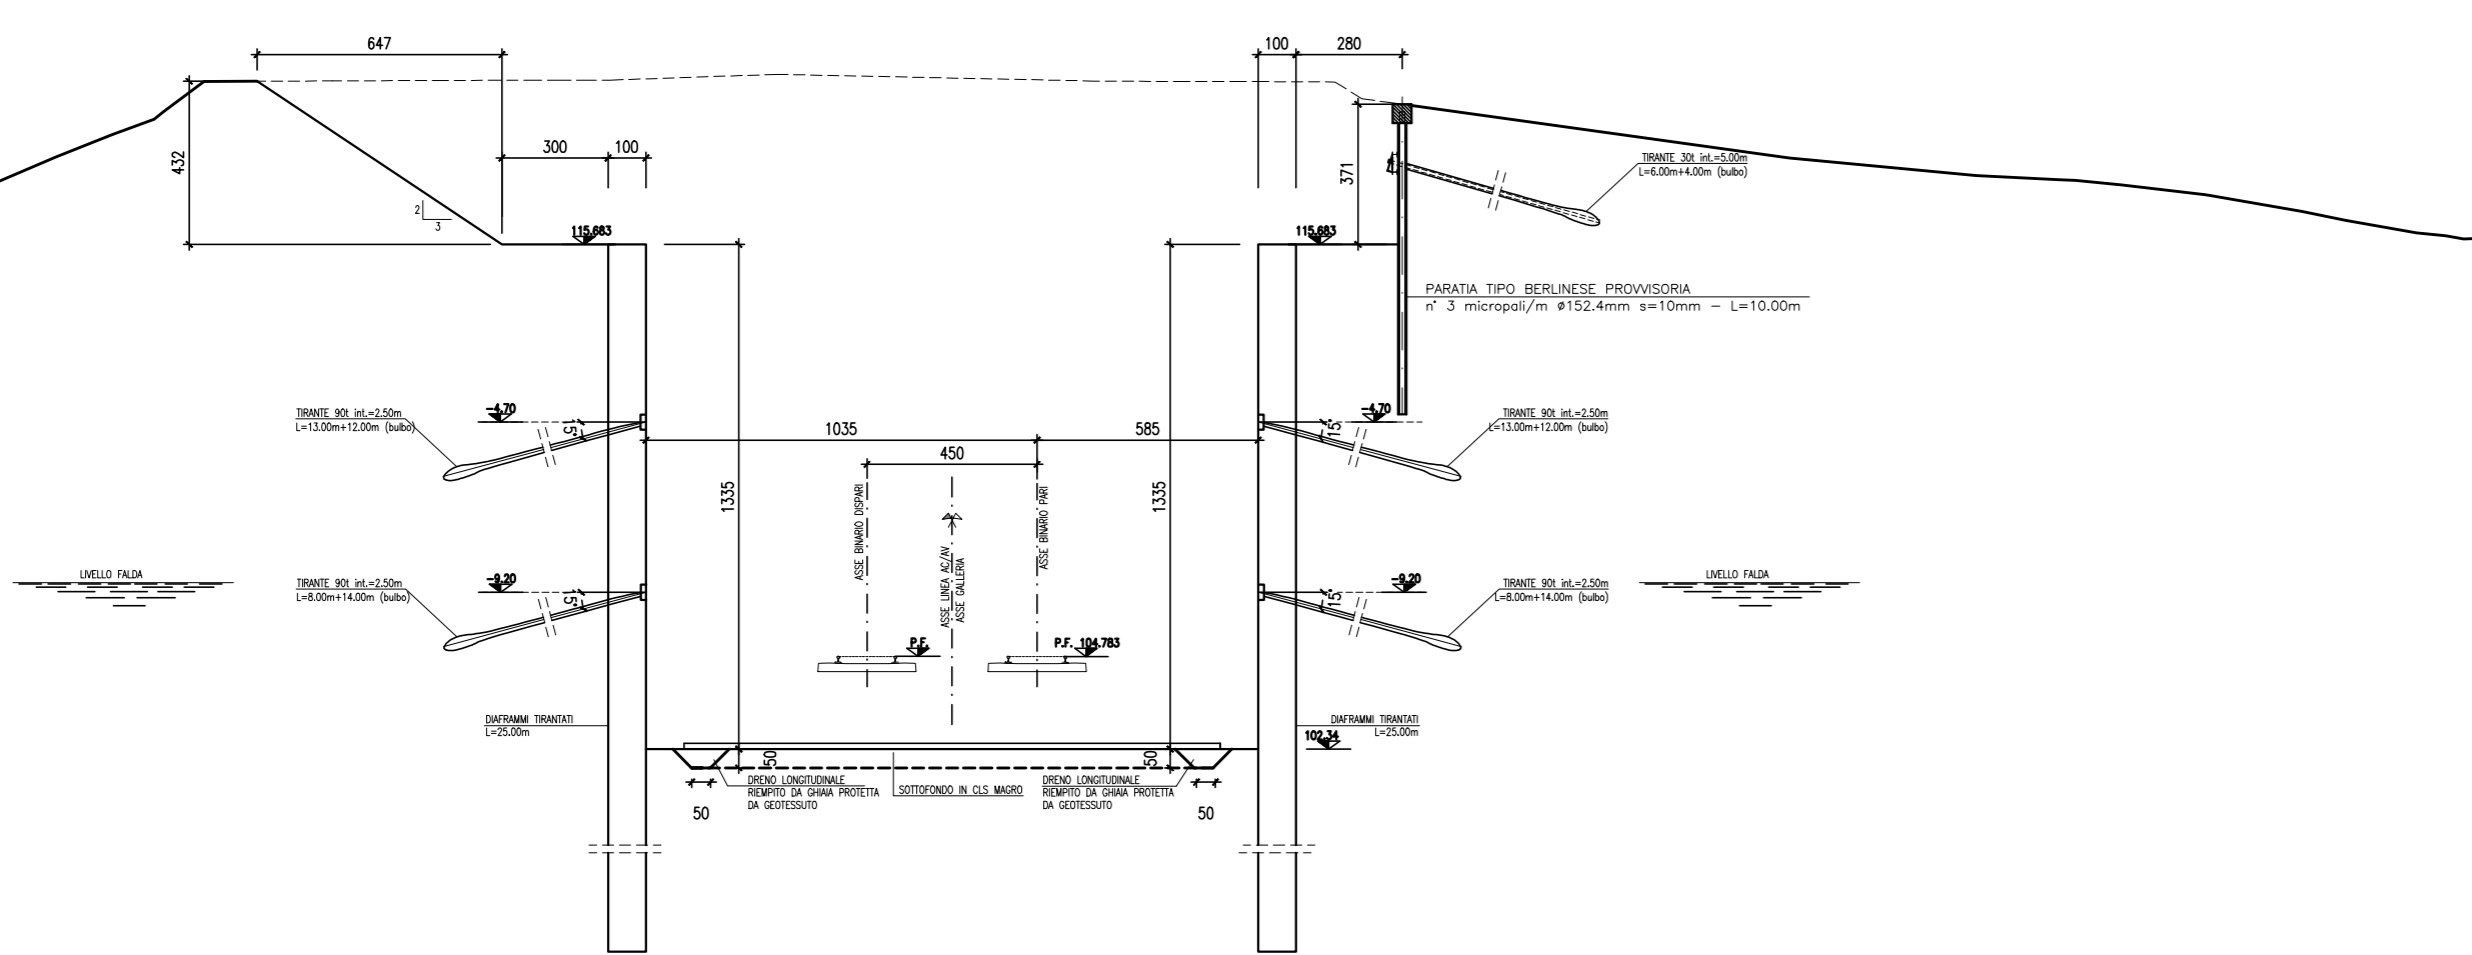 647
100
280
432
300
100
371
2
3
TIRANTE 30t int.=5.00m
L=6.00m+4.00m (bulbo)
115.683
115.683
PARATIA TIPO BERLINESE PROVVISORIA
n° 3 micropali/m ø152.4mm s=10mm – L=10.00m
TIRANTE 90t int.=2.50m
L=13.00m+12.00m (bulbo)
-4.70
15°
1035
585
450
-4.70
15°
TIRANTE 90t int.=2.50m
L=13.00m+12.00m (bulbo)
1335
1335
ASSE BINARIO DISPARI
ASSE LINEA AC/AV
ASSE GALLERIA
ASSE BINARIO PARI
LIVELLO FALDA
TIRANTE 90t int.=2.50m
L=8.00m+14.00m (bulbo)
-9.20
15°
-9.20
15°
TIRANTE 90t int.=2.50m
L=8.00m+14.00m (bulbo)
LIVELLO FALDA
P.F.
P.F. 104.783
DIAFRAMMI TIRANTATI
L=25.00m
DIAFRAMMI TIRANTATI
L=25.00m
102.34
50
50
DRENO LONGITUDINALE
RIEMPITO DA GHIAIA PROTETTA
DA GEOTESSUTO
SOTTOFONDO IN CLS MAGRO
DRENO LONGITUDINALE
RIEMPITO DA GHIAIA PROTETTA
DA GEOTESSUTO
50
50